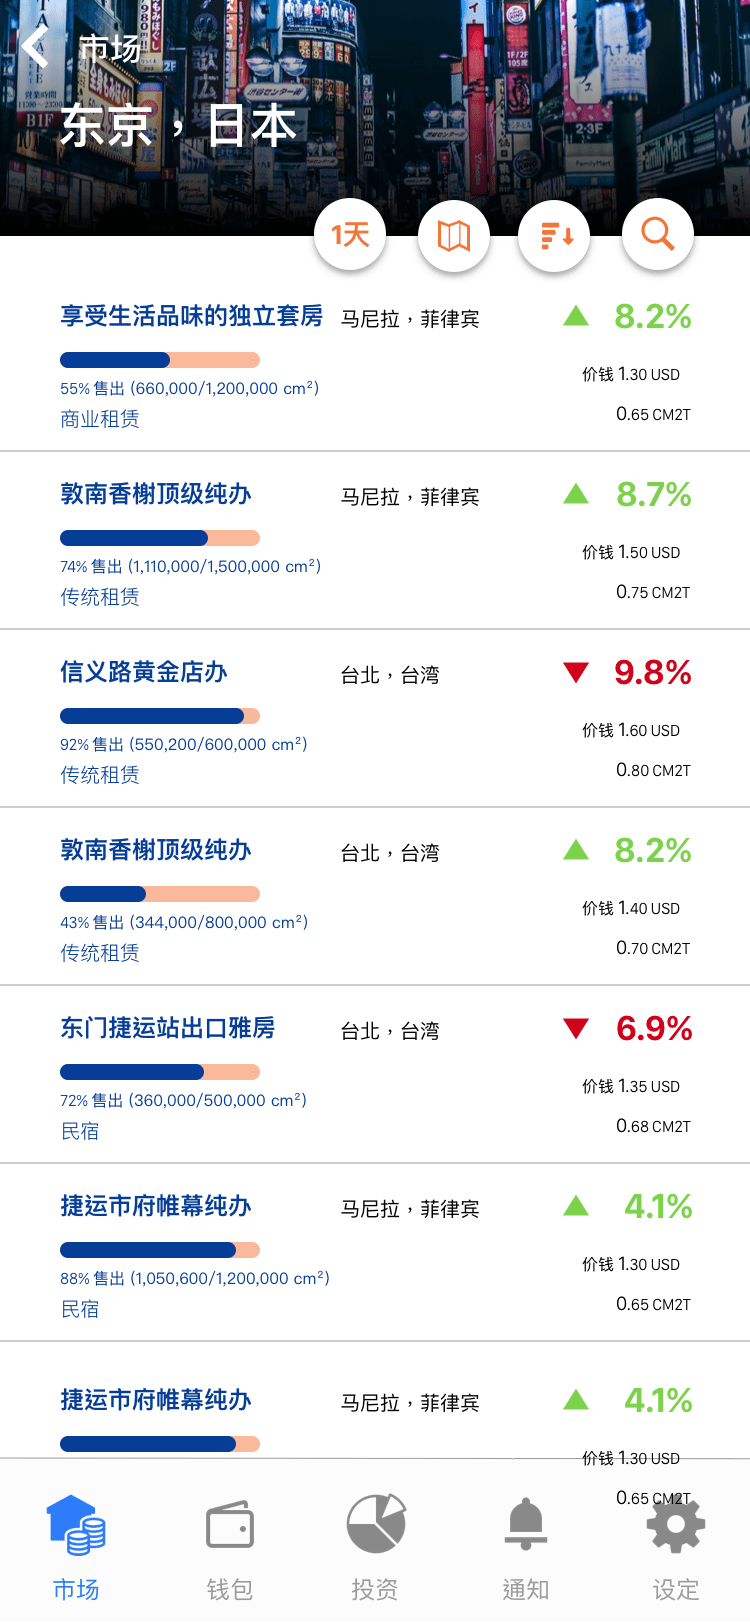 市场
东京，日本
1天
享受生活品味的独立套房
马尼拉，菲律宾
8.2%
55% 售出 (660,000/1,200,000 cm²)
价钱 1.30 USD
商业租赁
0.65 CM2T
敦南香榭顶级纯办
马尼拉，菲律宾
8.7%
74% 售出 (1,110,000/1,500,000 cm²)
价钱 1.50 USD
传统租赁
0.75 CM2T
信义路黄金店办
台北，台湾
9.8%
92% 售出 (550,200/600,000 cm²)
价钱 1.60 USD
传统租赁
0.80 CM2T
敦南香榭顶级纯办
台北，台湾
8.2%
43% 售出 (344,000/800,000 cm²)
价钱 1.40 USD
传统租赁
0.70 CM2T
东门捷运站出口雅房
台北，台湾
6.9%
72% 售出 (360,000/500,000 cm²)
价钱 1.35 USD
民宿
0.68 CM2T
捷运市府帷幕纯办
马尼拉，菲律宾
4.1%
88% 售出 (1,050,600/1,200,000 cm²)
价钱 1.30 USD
民宿
0.65 CM2T
捷运市府帷幕纯办
马尼拉，菲律宾
4.1%
价钱 1.30 USD
0.65 CM2T
市场
钱包
投资
通知
设定